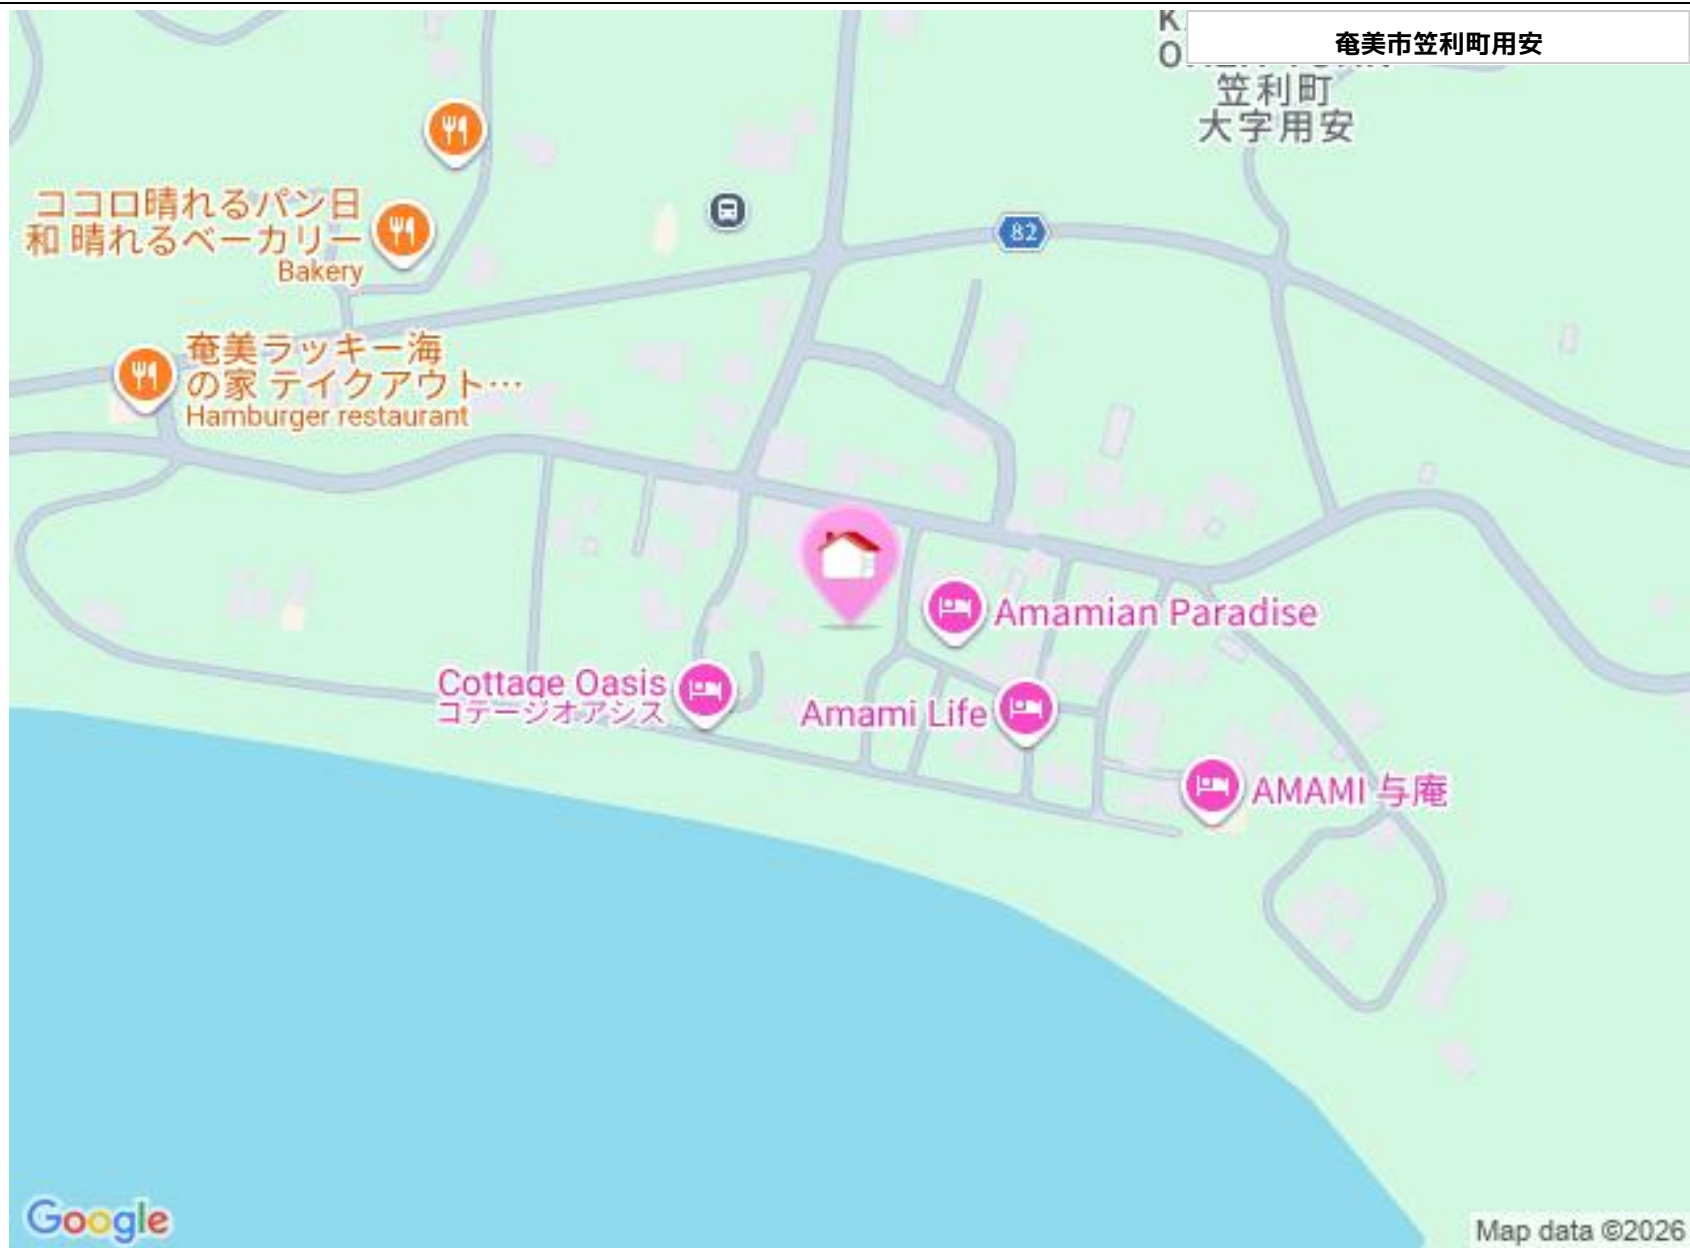 奄美市笠利町用安
笠利町
大字用安
82
ココロ晴れるパン日
和 晴れるベーカリー
Bakery
奄美ラッキー海
の家 テイクアウト…
Hamburger restaurant
Amamian Paradise
Cottage Oasis
コテージオアシス
Amami Life
AMAMI 与庵
Google
Map data ©2026